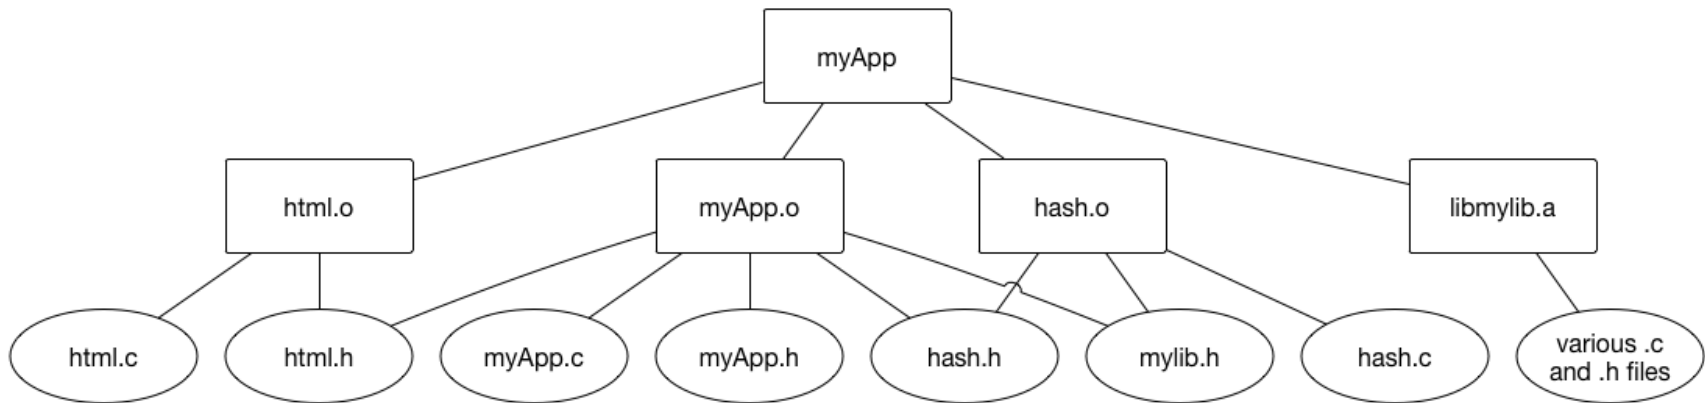 myApp
html.o
myApp.o
hash.o
libmylib.a
html.c
html.h
myApp.c
myApp.h
hash.h
mylib.h
hash.c
various .c
and .h files